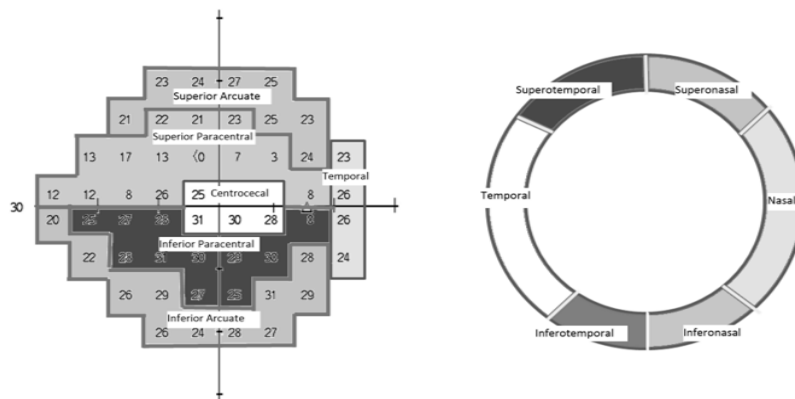 23 24 27 25
Superior Arcuate
21 22 21 23 25 23
Superior Paracentral
13 17 13 <0 7 3 24 23
Temporal
12 12 8 26 25 Centrocecal 8 26
30
20 31 30 28 26
Inferior Paracentral
22 28 24
26 29 27 25 31 29
Inferior Arcuate
26 24 28 27
Superotemporal Superonasal
Temporal Nasal
Inferotemporal Inferonasal